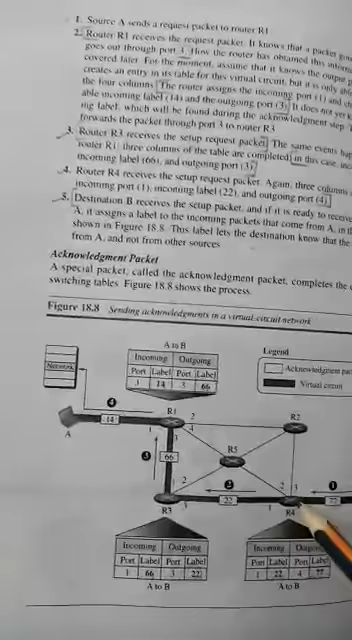 1. Source A sends a request packet to router R1
2. Router R1 receives the request packet. It knows that a packet
goes out through port 3. How the router has obtained this
covered later. For the moment, assume that it knows the output
creates an entry in its table for this virtual circuit, but it is only
the four columns. The router assigns the incoming port (1) and
able incoming label (14) and the outgoing port (3). It does not yet
ing label, which will be found during the acknowledgment step.
forwards the packet through port 3 to router R3
3. Router R3 receives the setup request packet. The same events
router R1; three columns of the table are completed: in this case,
incoming label (66), and outgoing port (3).
4. Router R4 receives the setup request packet. Again, three columns
incoming port (1), incoming label (22), and outgoing port (4).
5. Destination B receives the setup packet, and if it is ready to receive
A, it assigns a label to the incoming packets that come from A, in
shown in Figure 18.8. This label lets the destination know that the
from A, and not from other sources
Acknowledgment Packet
A special packet, called the acknowledgment packet, completes the
switching tables Figure 18.8 shows the process.
Figure 18.8 Sending acknowledgments in a virtual-circuit network
A to B
Incoming Outgoing
Port Label Port Label
1 14 3 66
Legend
Acknowledgment
Virtual circuit
Network
4
14
A
R1
1 2 4 3
R2
3
66
R5
2
22
1
77
R3
1 2 3
R4
1 2 3
Incoming Outgoing
Port Label Port Label
1 66 3 22
A to B
Incoming
Port Label Port Label
1 22 4 77
A to B